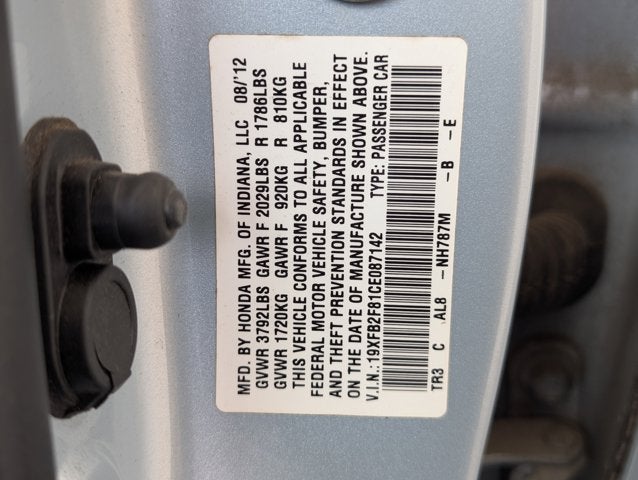 MFD. BY HONDA MFG. OF INDIANA, LLC 08/'12
GVWR 3792LBS GAWR F 2029LBS R 1786LBS
GVWR 1720KG GAWR F 920KG R 810KG
THIS VEHICLE CONFORMS TO ALL APPLICABLE
FEDERAL MOTOR VEHICLE SAFETY, BUMPER,
AND THEFT PREVENTION STANDARDS IN EFFECT
ON THE DATE OF MANUFACTURE SHOWN ABOVE.
V.I.N.: 19XFB2F81CE087142 TYPE: PASSENGER CAR
TR3 C AL8 -NH787M -B -E